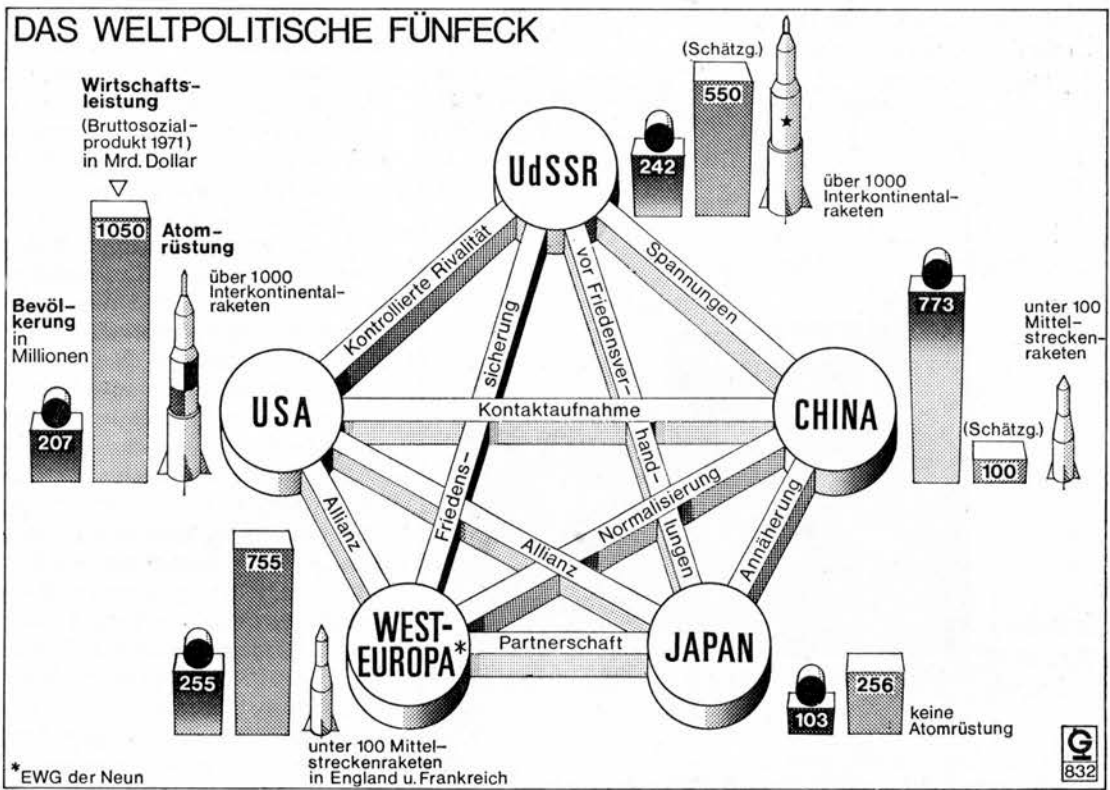 DAS WELTPOLITISCHE FÜNFECK
Wirtschafts-
leistung
(Bruttosozial-
produkt 1971)
in Mrd. Dollar
1050
Atom-
rüstung
über 1000
Interkontinental-
raketen
Bevöl-
kerung
in
Millionen
207
(Schätzg.)
550
242
über 1000
Interkontinental-
raketen
UdSSR
Kontrollierte Rivalität
Friedens-
sicherung
vor Friedensver-
hand-
lungen
Spannungen
773
unter 100
Mittel-
strecken-
raketen
(Schätzg.)
100
USA
Kontaktaufnahme
CHINA
Allianz
Allianz
Normalisierung
Annäherung
755
255
WEST-
EUROPA*
Partnerschaft
JAPAN
unter 100 Mittel-
streckenraketen
in England u. Frankreich
103
256
keine
Atomrüstung
*EWG der Neun
G
832